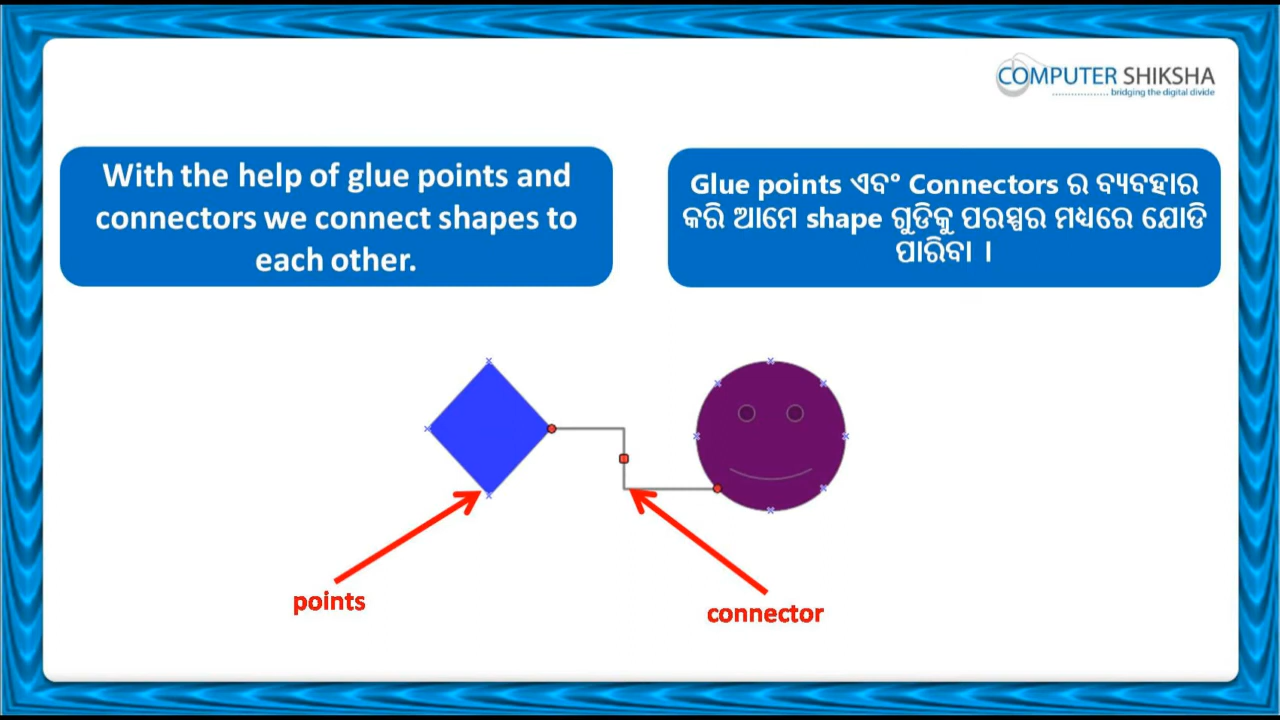 COMPUTER SHIKSHA
bridging the digital divide
With the help of glue points and
connectors we connect shapes to
each other.
Glue points ଏବଂ Connectors ର ବ୍ୟବହାର
କରି ଆମେ shape ଗୁଡିକୁ ପରସ୍ପର ମଧ୍ୟରେ ଯୋଡି
ପାରିବା ।
points
connector